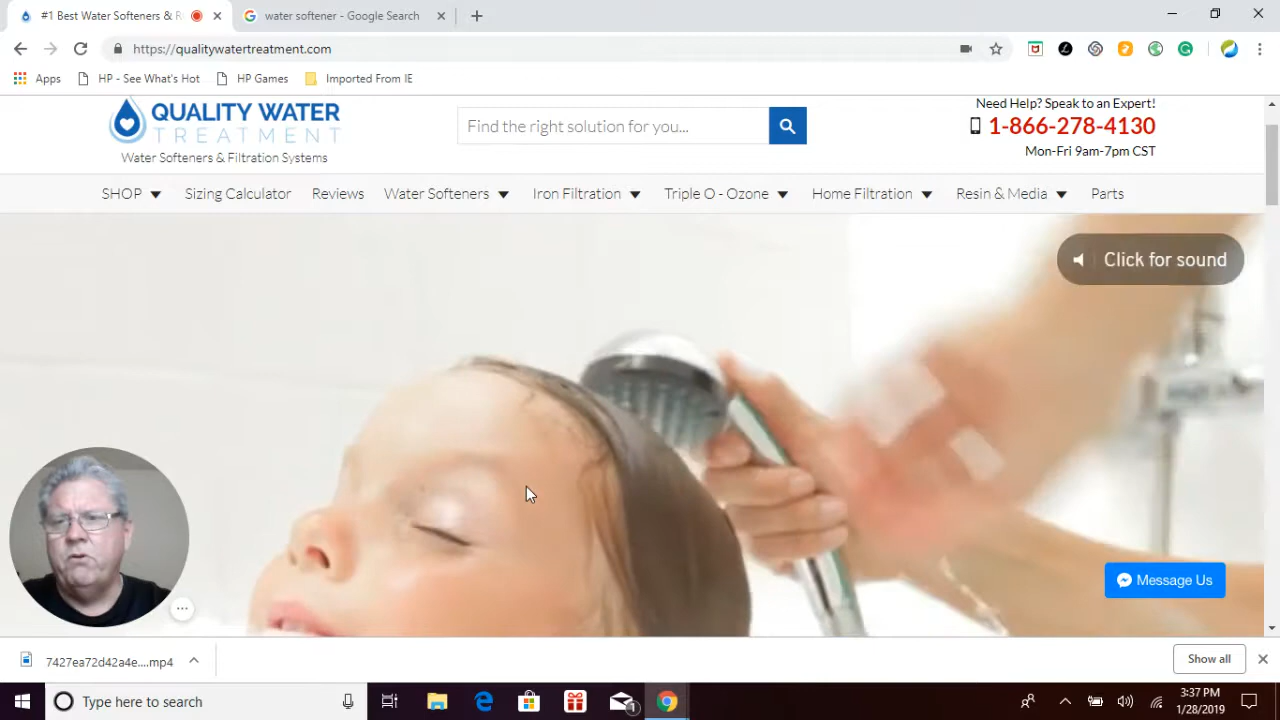 #1 Best Water Softeners & R
water softener - Google Search
https://qualitywatertreatment.com
Apps
HP - See What's Hot
HP Games
Imported From IE
QUALITY WATER
TREATMENT
Water Softeners & Filtration Systems
Find the right solution for you...
Need Help? Speak to an Expert!
1-866-278-4130
Mon-Fri 9am-7pm CST
SHOP
Sizing Calculator
Reviews
Water Softeners
Iron Filtration
Triple O - Ozone
Home Filtration
Resin & Media
Parts
Click for sound
Message Us
7427ea72d42a4e....mp4
Show all
Type here to search
1
3:37 PM
1/28/2019